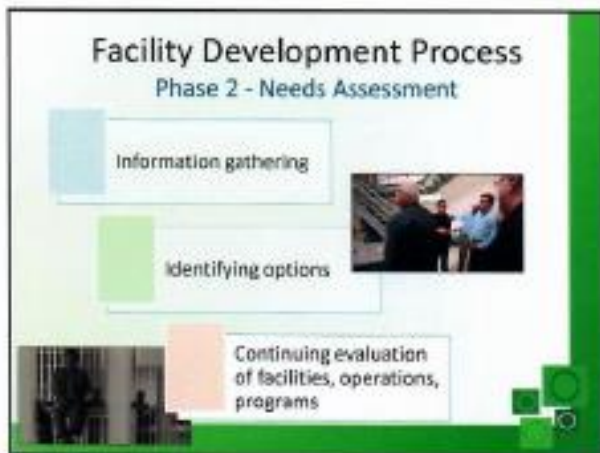 Facility Development Process
Phase 2 - Needs Assessment
Information gathering
Identifying options
Continuing evaluation
of facilities, operations,
programs